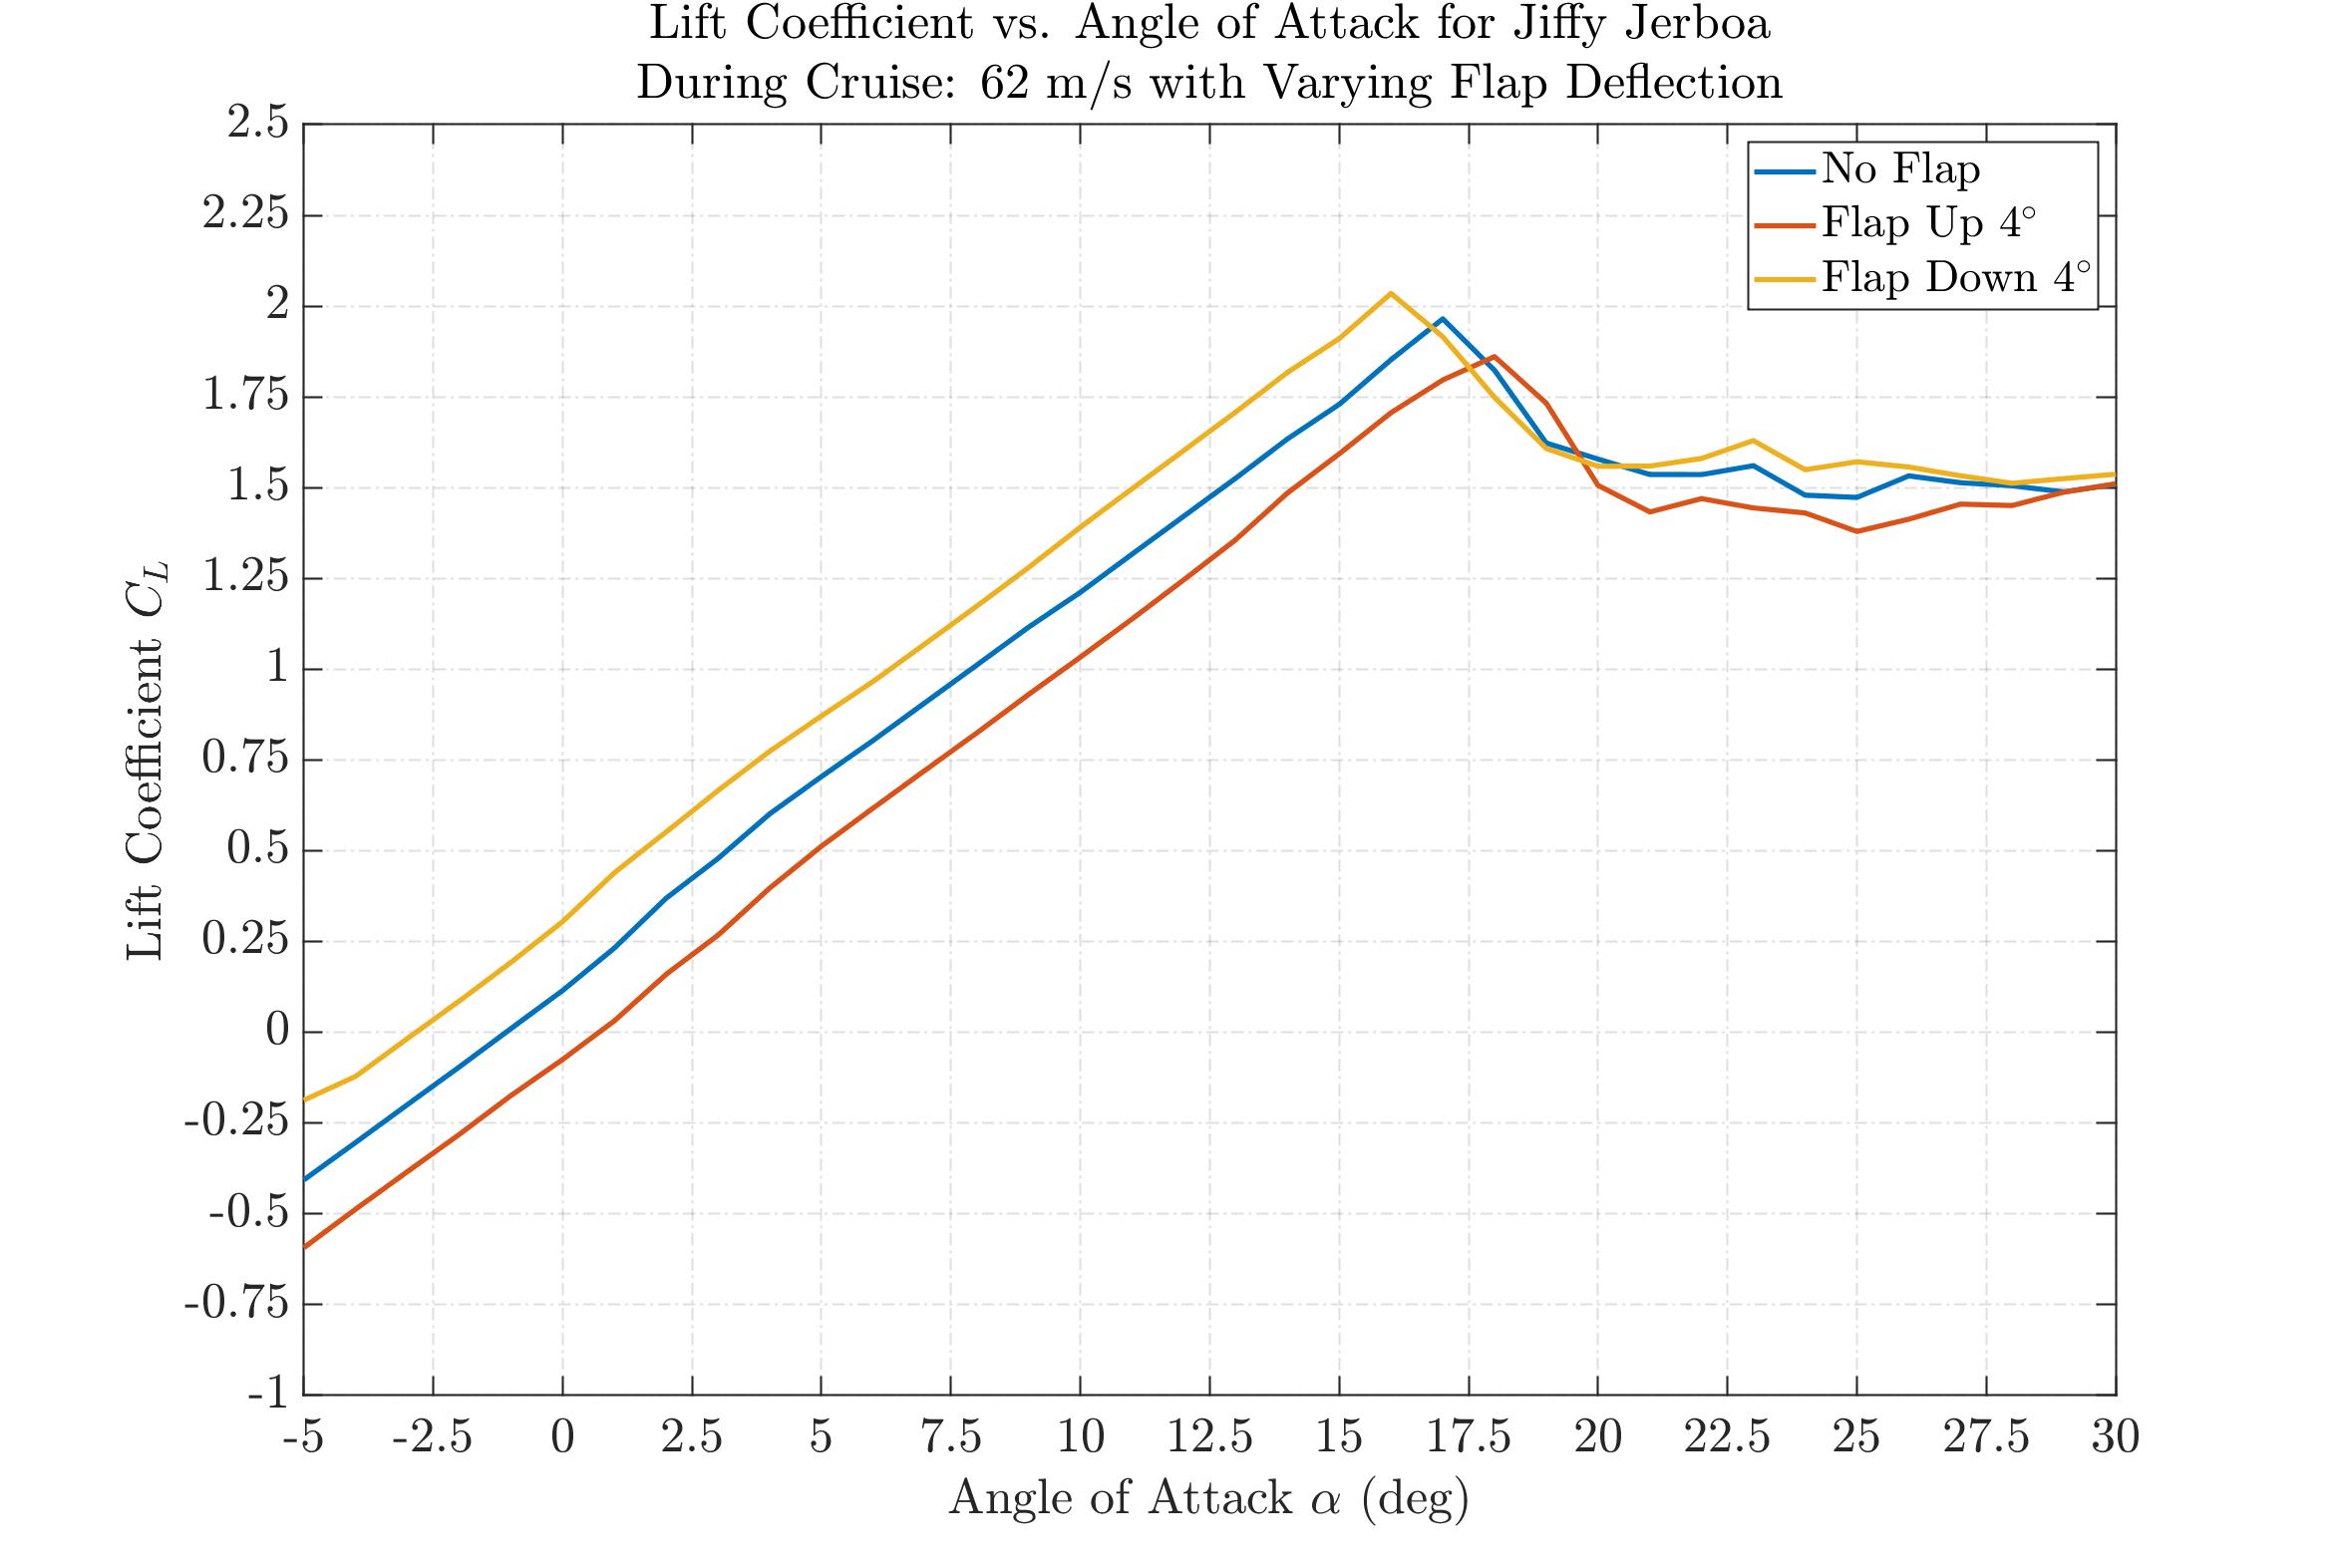 Lift Coefficient vs. Angle of Attack for Jiffy Jerboa
During Cruise: 62 m/s with Varying Flap Deflection
2.5
2.25
2
1.75
1.5
1.25
1
0.75
0.5
0.25
0
-0.25
-0.5
-0.75
-1
Lift Coefficient C_L
No Flap
Flap Up 4°
Flap Down 4°
-5 -2.5 0 2.5 5 7.5 10 12.5 15 17.5 20 22.5 25 27.5 30
Angle of Attack α (deg)